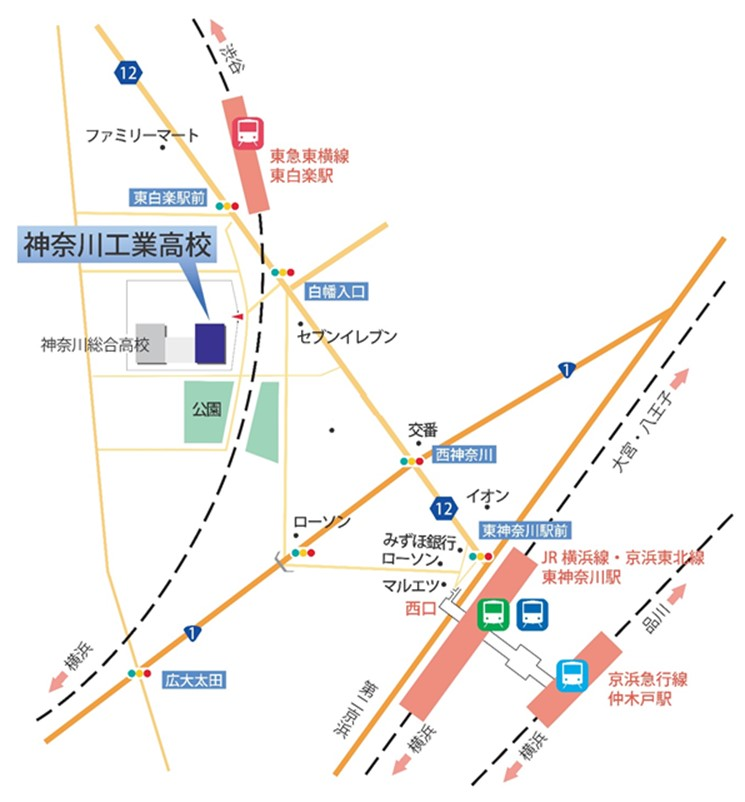 渋谷
12
ファミリーマート
東急東横線
東白楽駅
東白楽駅前
神奈川工業高校
白幡入口
セブンイレブン
神奈川総合高校
1
大宮・八王子
公園
交番
西神奈川
イオン
12
ローソン
東神奈川駅前
みずほ銀行
ローソン
マルエツ
JR 横浜線・京浜東北線
東神奈川駅
西口
品川
1
横浜
広大太田
第二京浜
京浜急行線
仲木戸駅
横浜
横浜